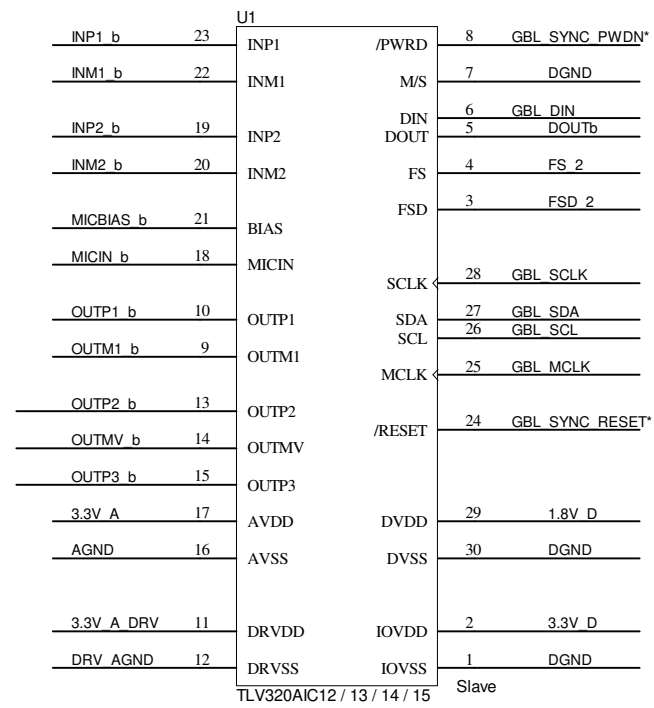 U1
INP1_b 23 INP1 /PWRD 8 GBL_SYNC_PWDN*
INM1_b 22 INM1 M/S 7 DGND
DIN 6 GBL_DIN
INP2_b 19 INP2 DOUT 5 DOUTb
INM2_b 20 INM2 FS 4 FS_2
FSD 3 FSD_2
MICBIAS_b 21 BIAS
MICIN_b 18 MICIN
SCLK 28 GBL_SCLK
OUTP1_b 10 OUTP1 SDA 27 GBL_SDA
SCL 26 GBL_SCL
OUTM1_b 9 OUTM1
MCLK 25 GBL_MCLK
OUTP2_b 13 OUTP2
/RESET 24 GBL_SYNC_RESET*
OUTMV_b 14 OUTMV
OUTP3_b 15 OUTP3
3.3V_A 17 AVDD DVDD 29 1.8V_D
AGND 16 AVSS DVSS 30 DGND
3.3V_A_DRV 11 DRVDD IOVDD 2 3.3V_D
DRV_AGND 12 DRVSS IOVSS 1 DGND
TLV320AIC12 / 13 / 14 / 15 Slave